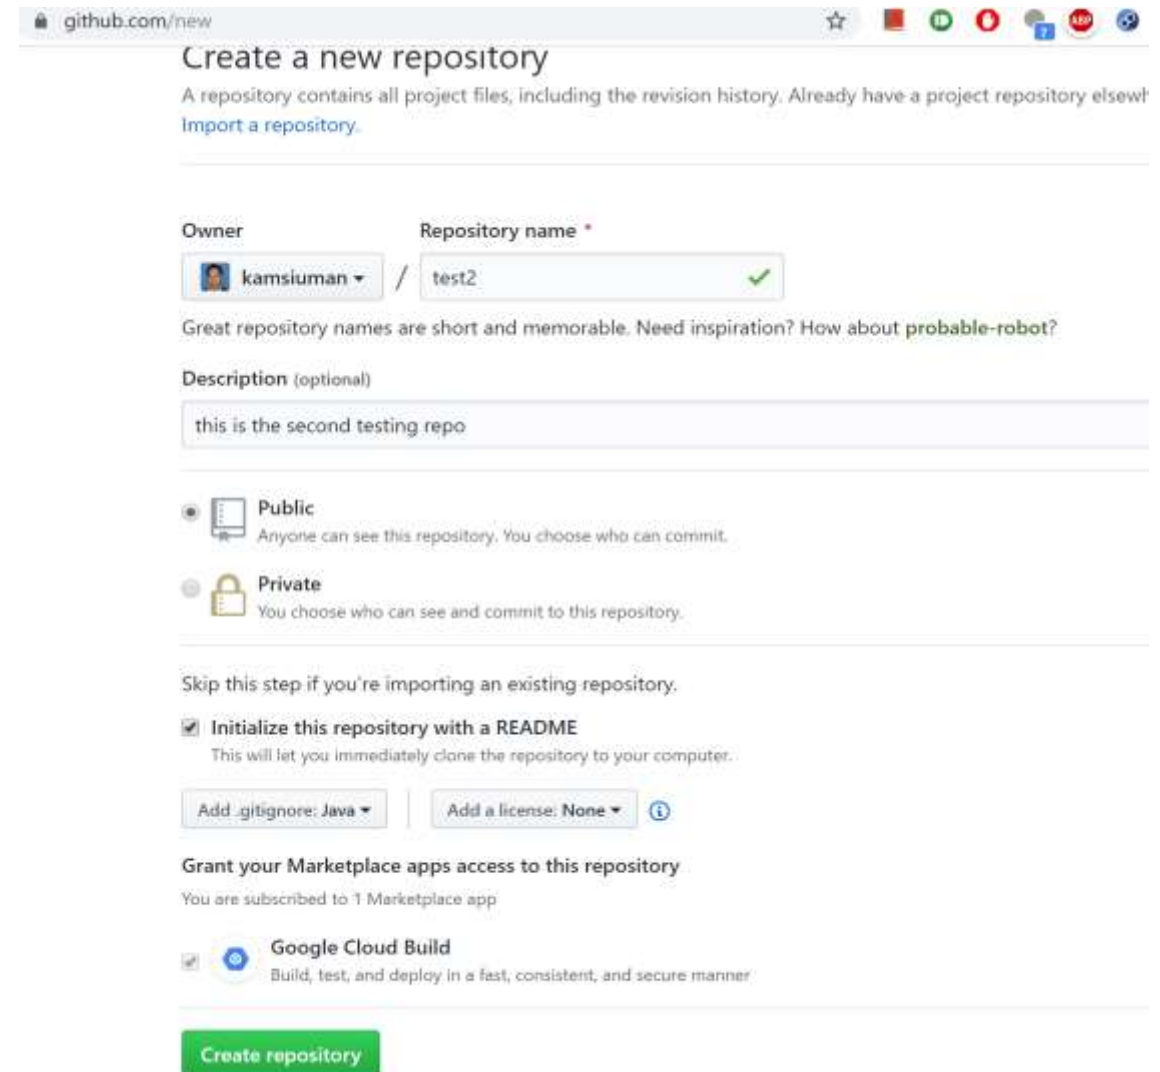 github.com/new
Create a new repository
A repository contains all project files, including the revision history. Already have a project repository elsewh
Import a repository.
Owner
Repository name *
kamsiuman / test2
Great repository names are short and memorable. Need inspiration? How about probable-robot?
Description (optional)
this is the second testing repo
Public
Anyone can see this repository. You choose who can commit.
Private
You choose who can see and commit to this repository.
Skip this step if you're importing an existing repository.
Initialize this repository with a README
This will let you immediately clone the repository to your computer.
Add .gitignore: Java
Add a license: None
Grant your Marketplace apps access to this repository
You are subscribed to 1 Marketplace app
Google Cloud Build
Build, test, and deploy in a fast, consistent, and secure manner
Create repository
ABP
?